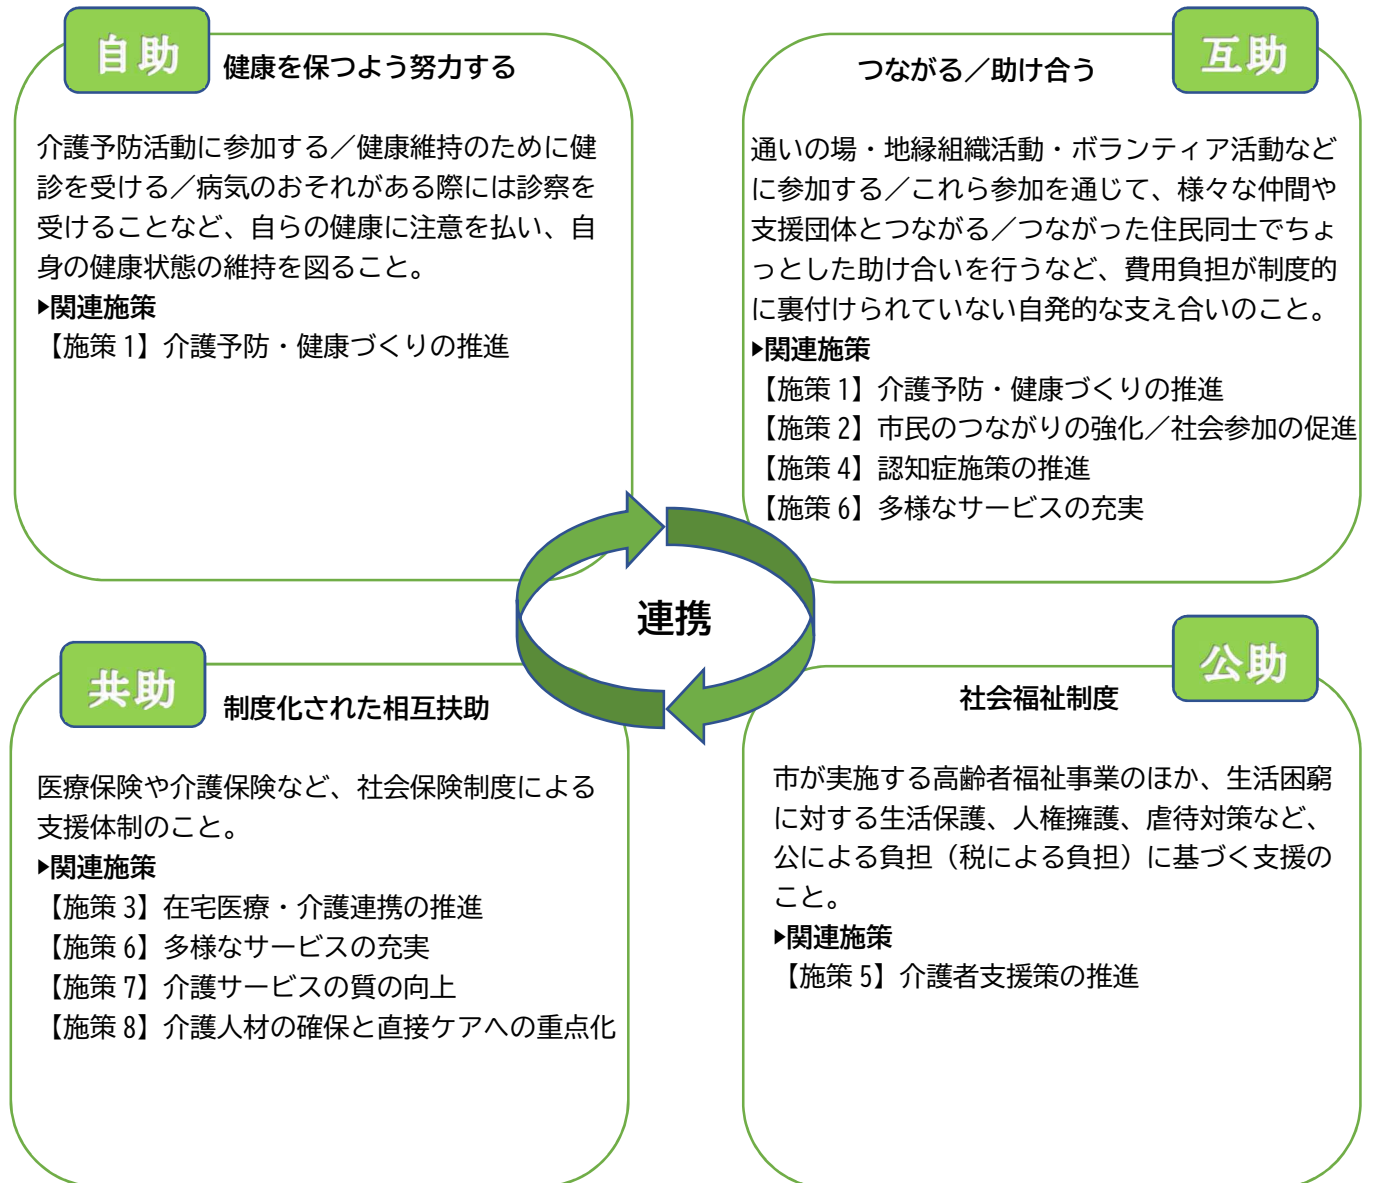 自助
健康を保つよう努力する
介護予防活動に参加する／健康維持のために健
診を受ける／病気のおそれがある際には診察を
受けることなど、自らの健康に注意を払い、自
身の健康状態の維持を図ること。
▶関連施策
【施策 1】介護予防・健康づくりの推進
つながる／助け合う
互助
通いの場・地縁組織活動・ボランティア活動など
に参加する／これら参加を通じて、様々な仲間や
支援団体とつながる／つながった住民同士でちょ
っとした助け合いを行うなど、費用負担が制度的
に裏付けられていない自発的な支え合いのこと。
▶関連施策
【施策 1】介護予防・健康づくりの推進
【施策 2】市民のつながりの強化／社会参加の促進
【施策 4】認知症施策の推進
【施策 6】多様なサービスの充実
連携
共助
制度化された相互扶助
医療保険や介護保険など、社会保険制度による
支援体制のこと。
▶関連施策
【施策 3】在宅医療・介護連携の推進
【施策 6】多様なサービスの充実
【施策 7】介護サービスの質の向上
【施策 8】介護人材の確保と直接ケアへの重点化
公助
社会福祉制度
市が実施する高齢者福祉事業のほか、生活困窮
に対する生活保護、人権擁護、虐待対策など、
公による負担（税による負担）に基づく支援の
こと。
▶関連施策
【施策 5】介護者支援策の推進